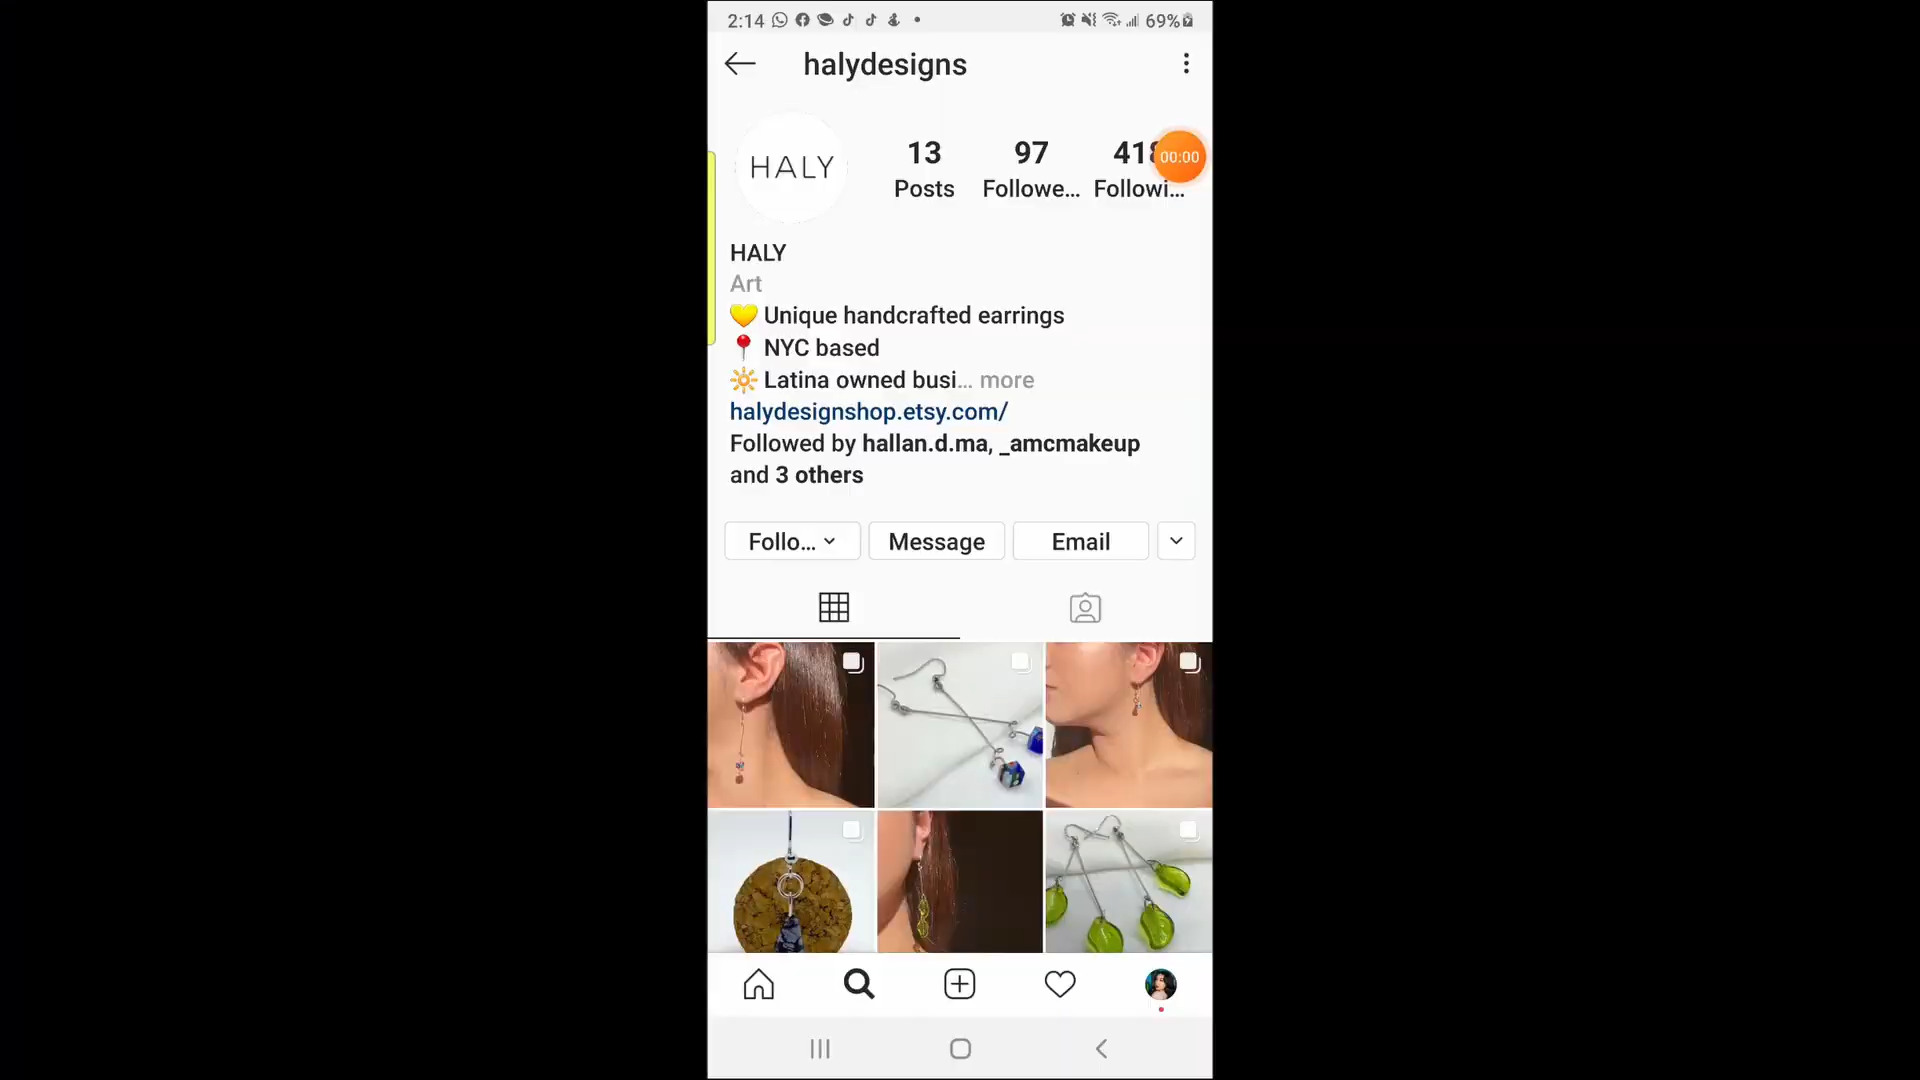 2:14 69%
halydesigns
HALY
13 97 41
Posts Followe... Followi...
00:00
HALY
Art
💛 Unique handcrafted earrings
📍 NYC based
🔆 Latina owned busi... more
halydesignshop.etsy.com/
Followed by hallan.d.ma, _amcmakeup
and 3 others
Follo... Message Email